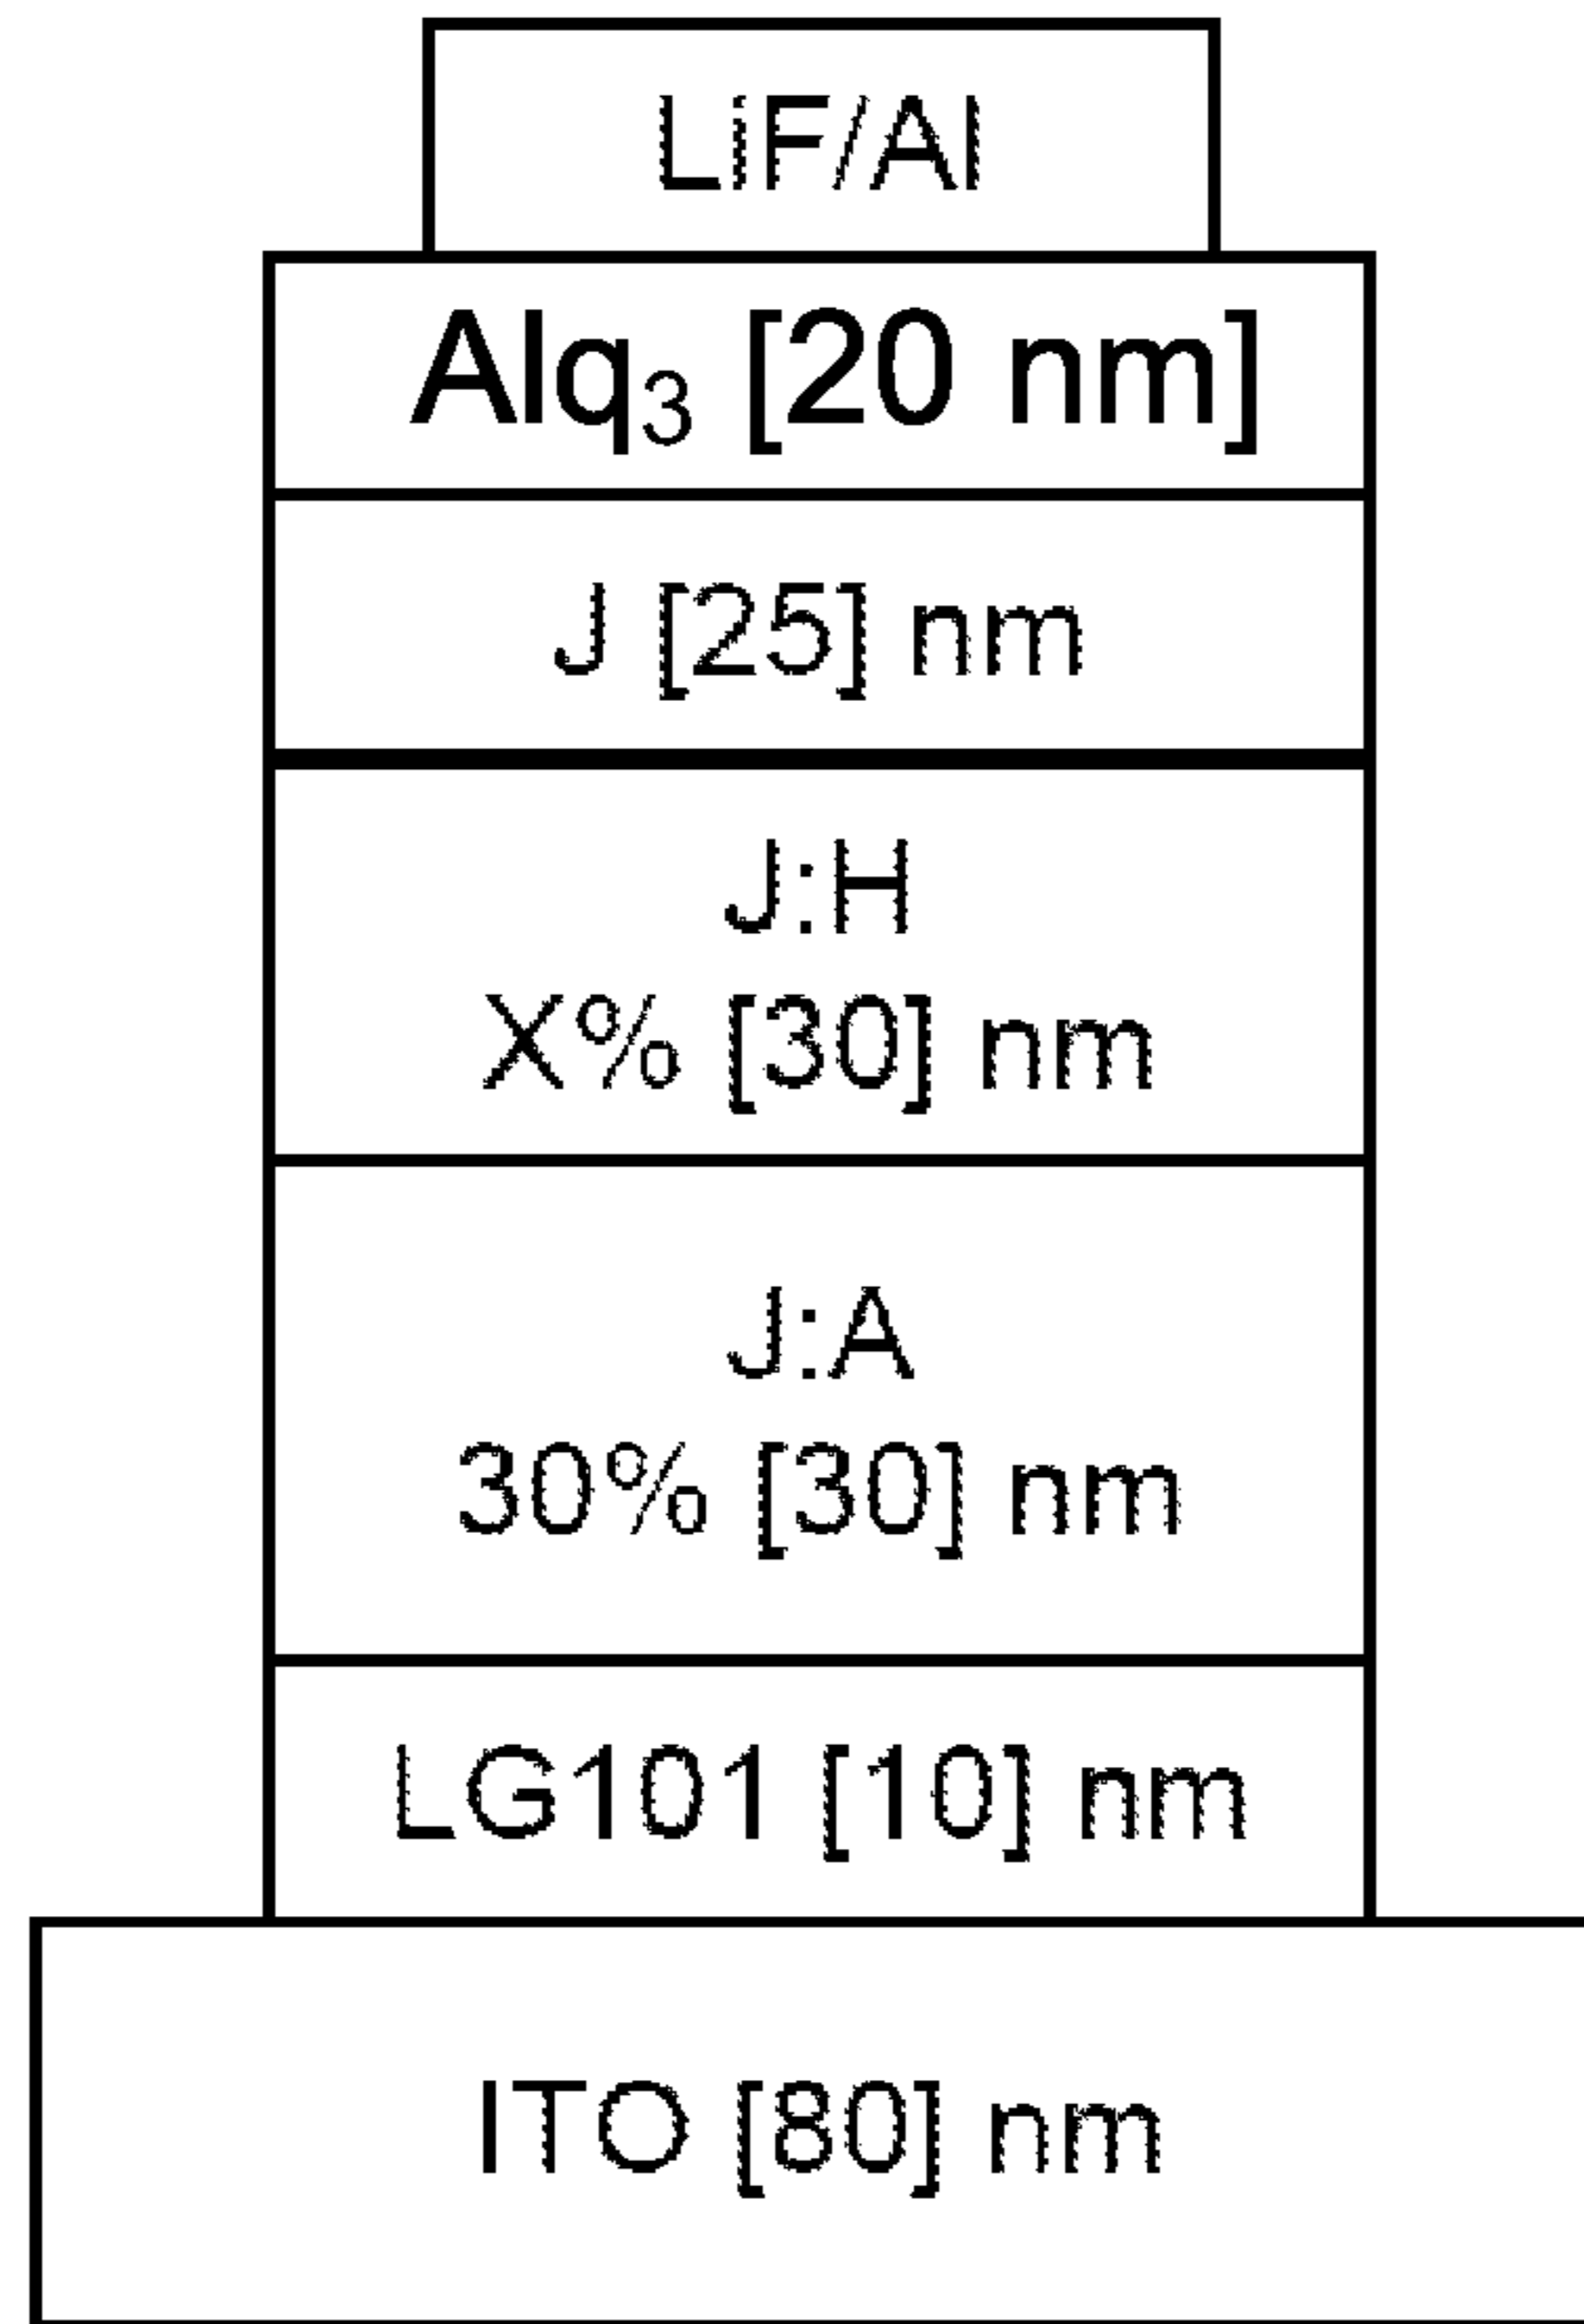 LiF/Al
Alq₃ [20 nm]
J [25] nm
J:H
X% [30] nm
J:A
30% [30] nm
LG101 [10] nm
ITO [80] nm